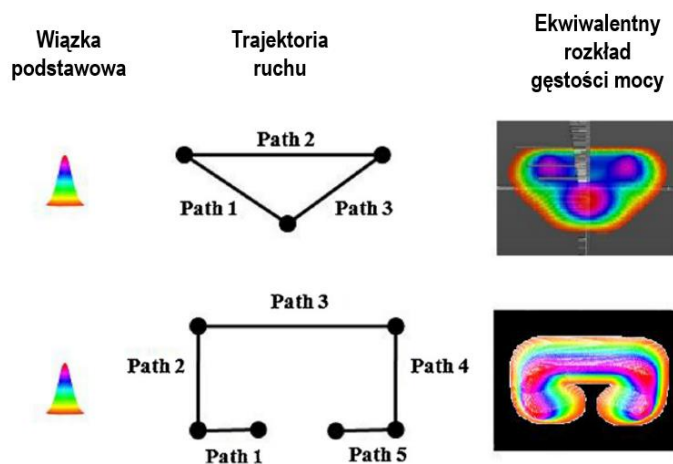 Wiązka
podstawowa
Trajektoria
ruchu
Ekwiwalentny
rozkład
gęstości mocy
Path 2
Path 1
Path 3
Path 3
Path 2
Path 4
Path 1
Path 5